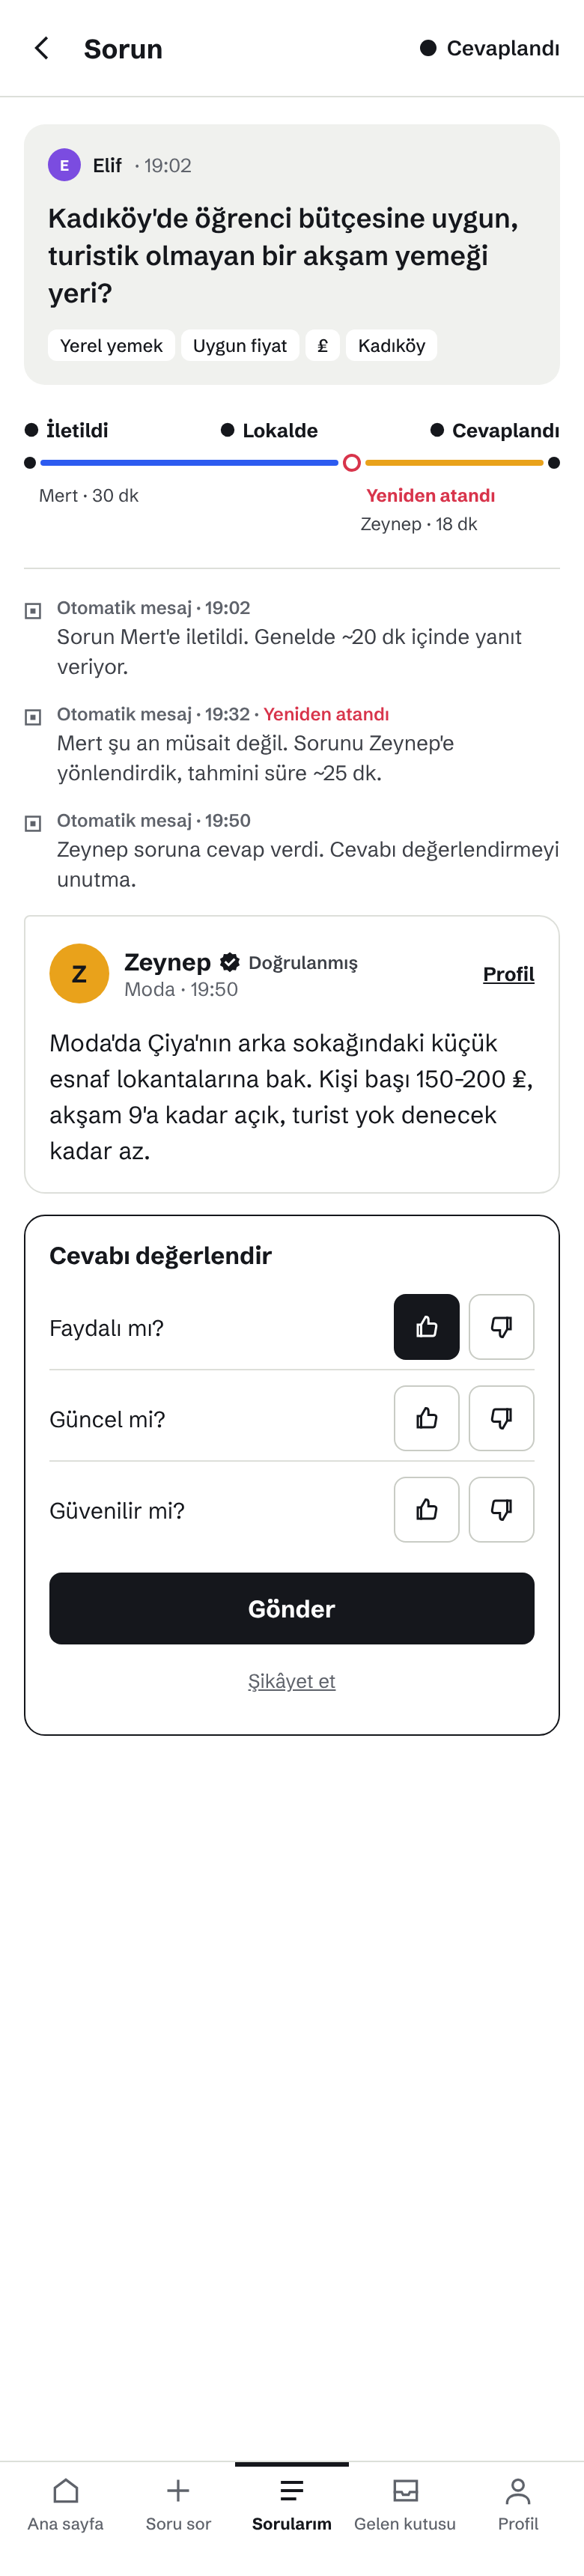 Sorun
Cevaplandı
E
Elif · 19:02
Kadıköy'de öğrenci bütçesine uygun,
turistik olmayan bir akşam yemeği
yeri?
Yerel yemek
Uygun fiyat
₤
Kadıköy
İletildi
Lokalde
Cevaplandı
Mert · 30 dk
Yeniden atandı
Zeynep · 18 dk
Otomatik mesaj · 19:02
Sorun Mert'e iletildi. Genelde ~20 dk içinde yanıt
veriyor.
Otomatik mesaj · 19:32 · Yeniden atandı
Mert şu an müsait değil. Sorunu Zeynep'e
yönlendirdik, tahmini süre ~25 dk.
Otomatik mesaj · 19:50
Zeynep soruna cevap verdi. Cevabı değerlendirmeyi
unutma.
Z
Zeynep Doğrulanmış
Moda · 19:50
Profil
Moda'da Çiya'nın arka sokağındaki küçük
esnaf lokantalarına bak. Kişi başı 150-200 ₤,
akşam 9'a kadar açık, turist yok denecek
kadar az.
Cevabı değerlendir
Faydalı mı?
Güncel mi?
Güvenilir mi?
Gönder
Şikâyet et
Ana sayfa
Soru sor
Sorularım
Gelen kutusu
Profil